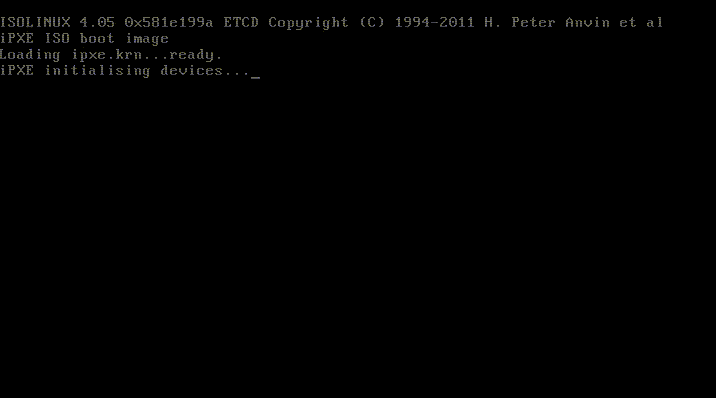 ISOLINUX 4.05 0x581e199a ETCD Copyright (C) 1994-2011 H. Peter Anvin et al
iPXE ISO boot image
Loading ipxe.krn...ready.
iPXE initialising devices..._